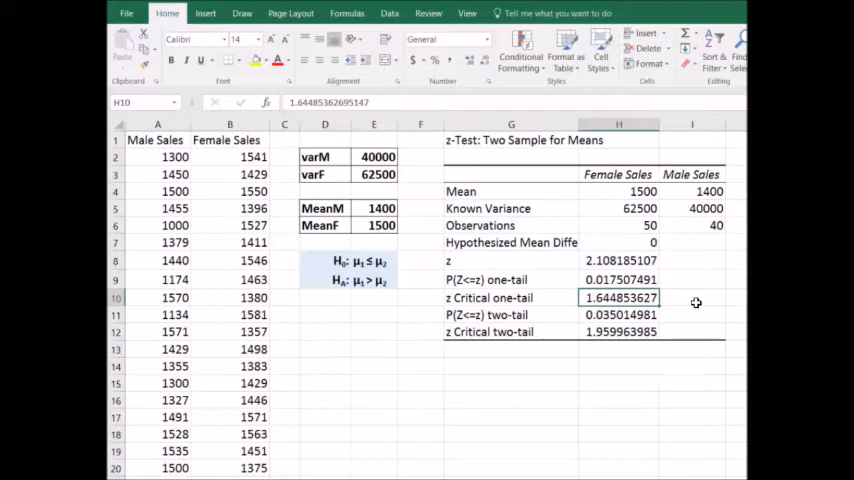 File Home Insert Draw Page Layout Formulas Data Review View Tell me what you want to do
Paste Calibri 14 A A General Conditional Formatting Format as Table Cell Styles Insert Delete Format Σ Sort & Filter Find Select
B I U A $ % ,
Clipboard Font Alignment Number Styles Cells Editing
H10 fx 1.64485362695147
A B C D E F G H I
1 Male Sales Female Sales z-Test: Two Sample for Means
2 1300 1541 varM 40000
3 1450 1429 varF 62500 Female Sales Male Sales
4 1500 1550 Mean 1500 1400
5 1455 1396 MeanM 1400 Known Variance 62500 40000
6 1000 1527 MeanF 1500 Observations 50 40
7 1379 1411 Hypothesized Mean Diffe 0
8 1440 1546 H₀: μ₁ ≤ μ₂ z 2.108185107
9 1174 1463 Hᴀ: μ₁ > μ₂ P(Z<=z) one-tail 0.017507491
10 1570 1380 z Critical one-tail 1.644853627
11 1134 1581 P(Z<=z) two-tail 0.035014981
12 1571 1357 z Critical two-tail 1.959963985
13 1429 1498
14 1355 1383
15 1300 1429
16 1327 1446
17 1491 1571
18 1528 1563
19 1535 1451
20 1500 1375